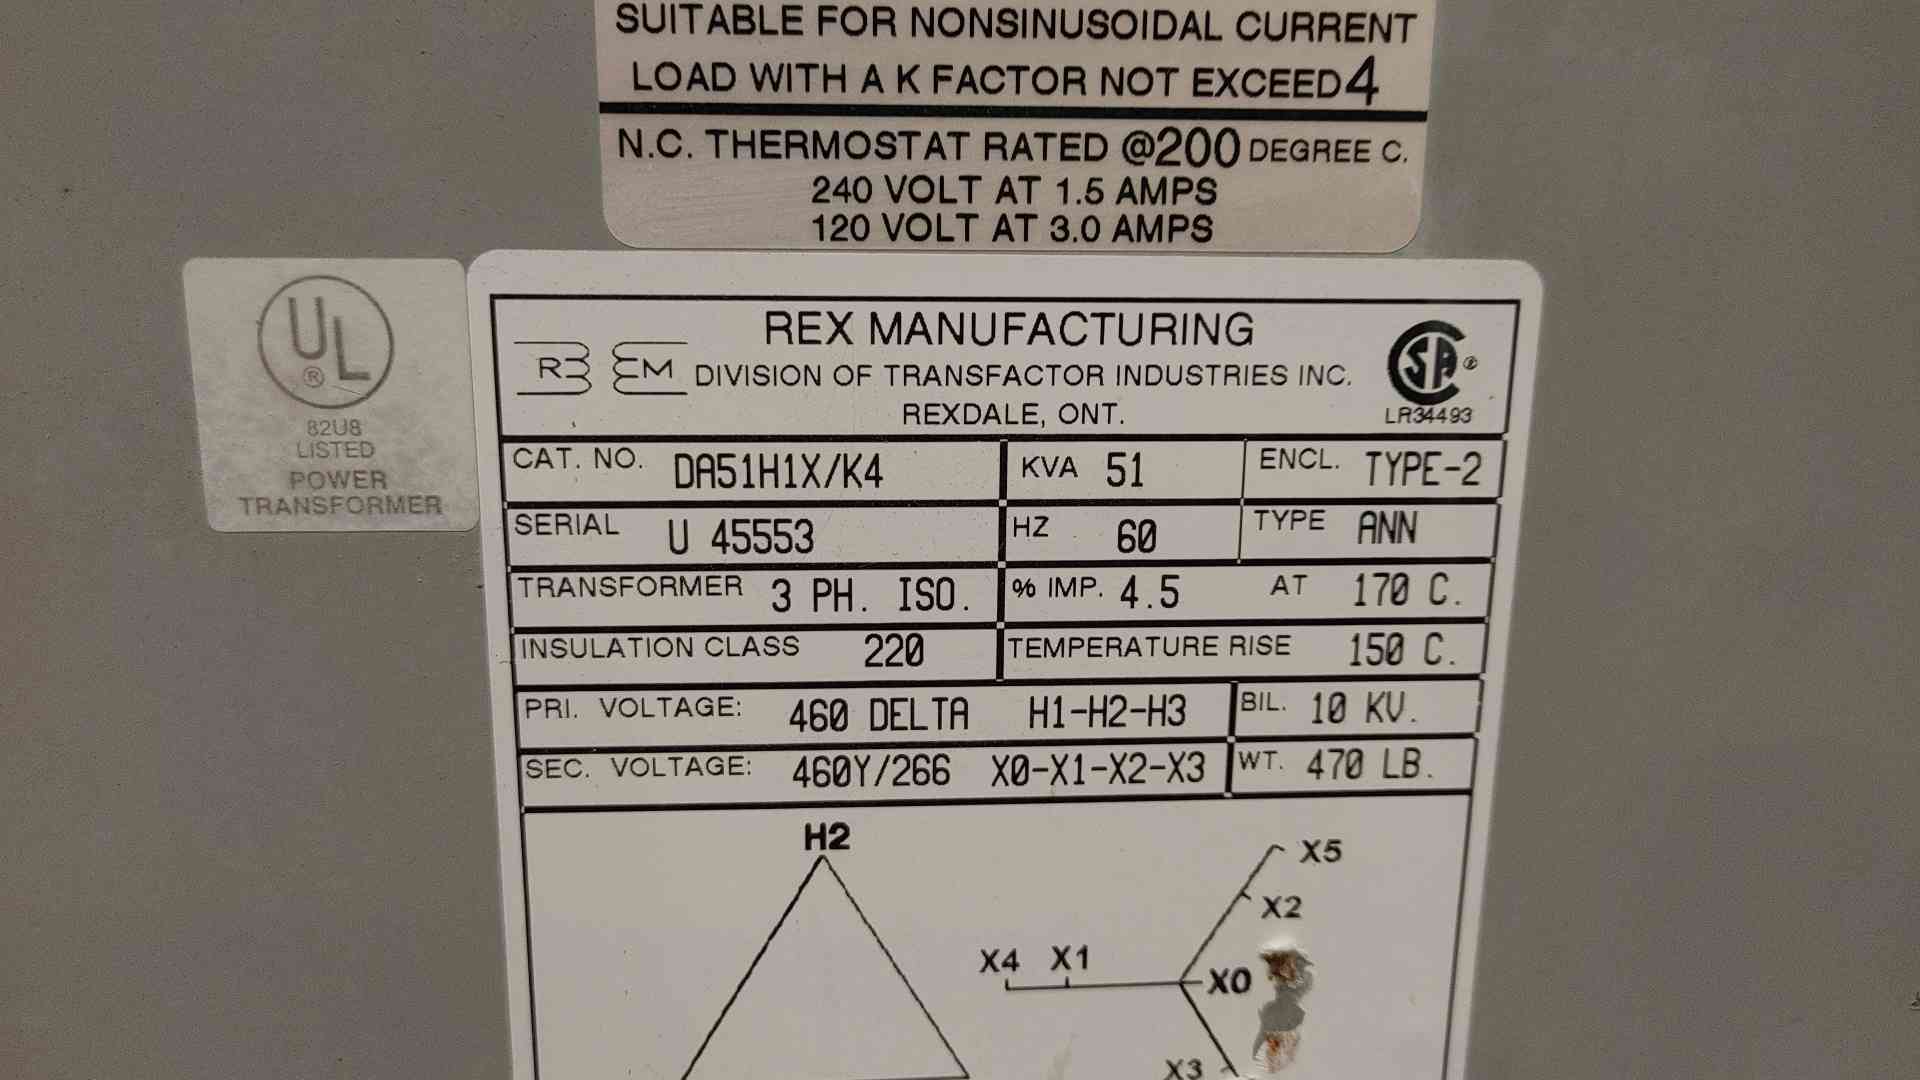 SUITABLE FOR NONSINUSOIDAL CURRENT
LOAD WITH A K FACTOR NOT EXCEED 4
N.C. THERMOSTAT RATED @200 DEGREE C.
240 VOLT AT 1.5 AMPS
120 VOLT AT 3.0 AMPS
UL
®
82U8
LISTED
POWER
TRANSFORMER
REX MANUFACTURING
REM DIVISION OF TRANSFACTOR INDUSTRIES INC.
REXDALE, ONT.
SA ®
LR34493
CAT. NO. DA51H1X/K4 KVA 51 ENCL. TYPE-2
SERIAL U 45553 HZ 60 TYPE ANN
TRANSFORMER 3 PH. ISO. % IMP. 4.5 AT 170 C.
INSULATION CLASS 220 TEMPERATURE RISE 150 C.
PRI. VOLTAGE: 460 DELTA H1-H2-H3 BIL. 10 KV.
SEC. VOLTAGE: 460Y/266 X0-X1-X2-X3 WT. 470 LB.
H2
X5
X2
X4 X1
X0
X3